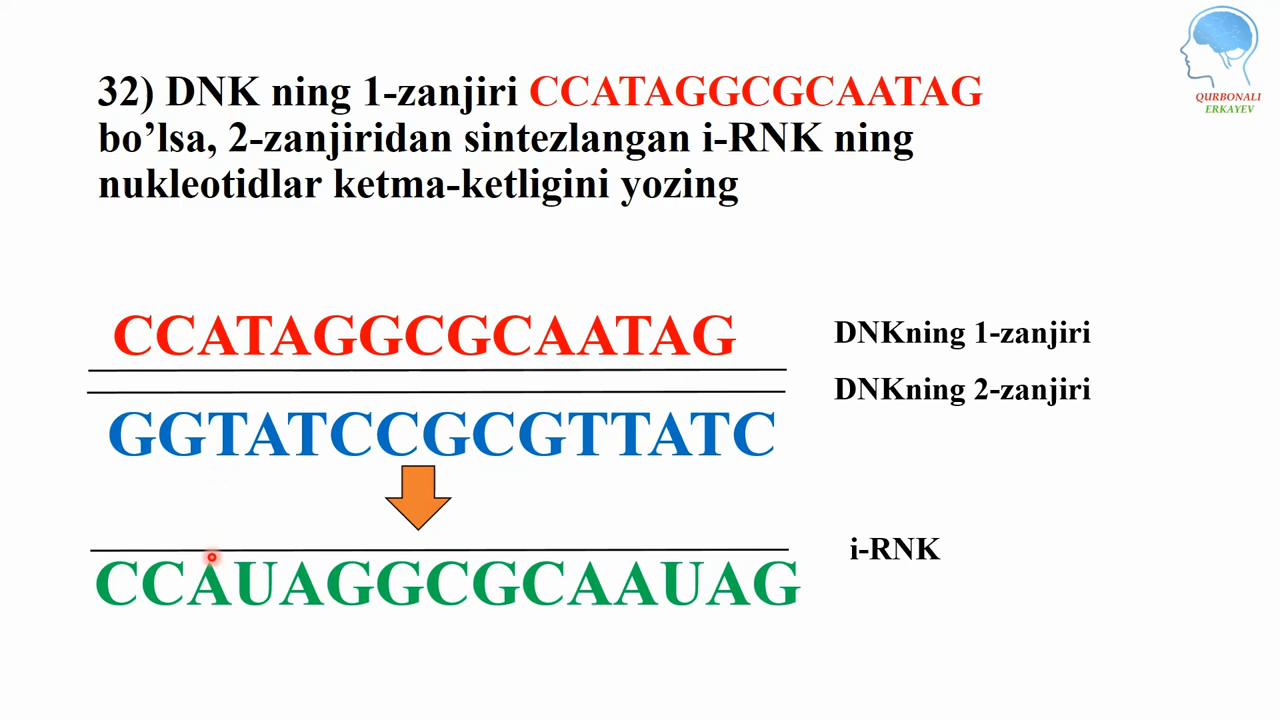 QURBONALI
ERKAYEV
32) DNK ning 1-zanjiri CCATAGGCGCAATAG
bo’lsa, 2-zanjiridan sintezlangan i-RNK ning
nukleotidlar ketma-ketligini yozing
CCATAGGCGCAATAG
DNKning 1-zanjiri
DNKning 2-zanjiri
GGTATCCGCGTTATC
i-RNK
CCAUAGGCGCAAUAG